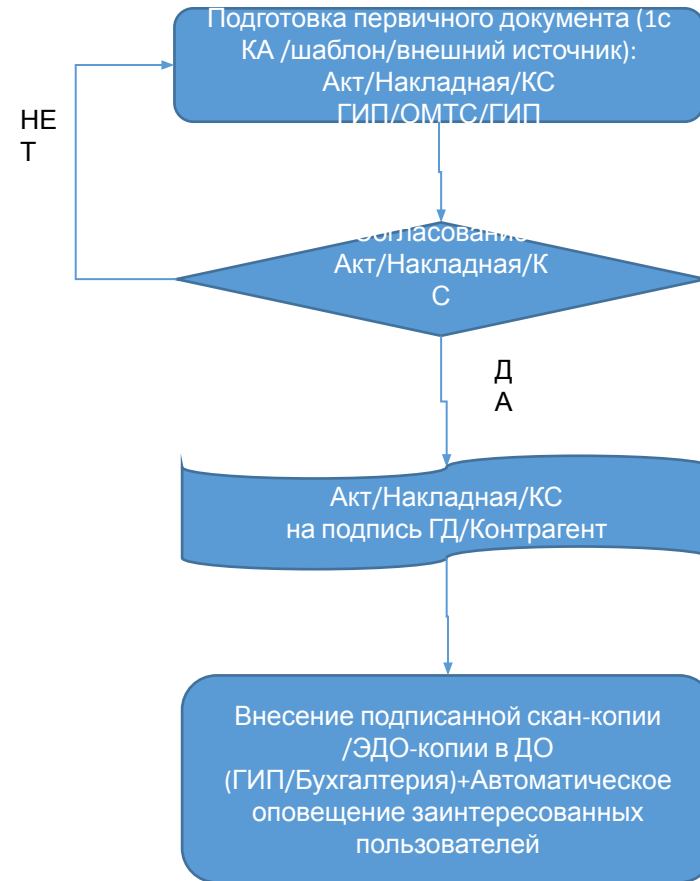 Подготовка первичного документа (1с
КА /шаблон/внешний источник):
Акт/Накладная/КС
ГИП/ОМТС/ГИП
НЕ
Т
Согласование
Акт/Накладная/К
С
Д
А
Акт/Накладная/КС
на подпись ГД/Контрагент
Внесение подписанной скан-копии
/ЭДО-копии в ДО
(ГИП/Бухгалтерия)+Автоматическое
оповещение заинтересованных
пользователей